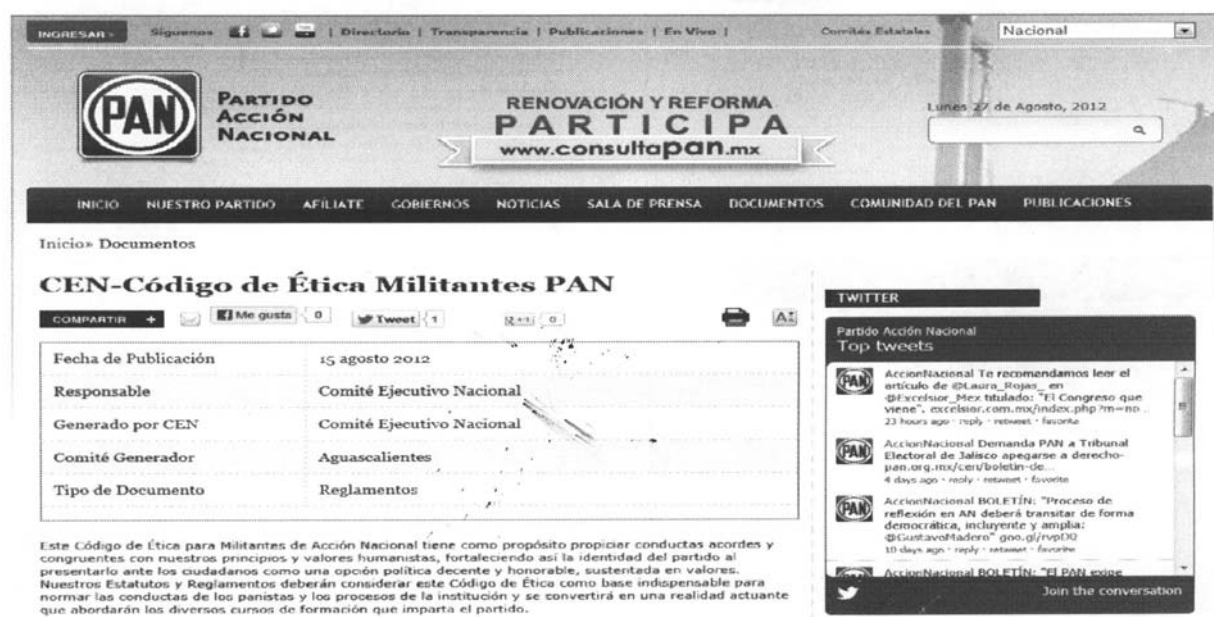 INGRESAR » Síguenos | Directorio | Transparencia | Publicaciones | En Vivo | Comités Estatales Nacional
PAN
PARTIDO
ACCIÓN
NACIONAL
RENOVACIÓN Y REFORMA
PARTICIPA
www.consultapan.mx
Lunes 27 de Agosto, 2012
INICIO NUESTRO PARTIDO AFÍLIATE GOBIERNOS NOTICIAS SALA DE PRENSA DOCUMENTOS COMUNIDAD DEL PAN PUBLICACIONES
Inicio» Documentos
CEN-Código de Ética Militantes PAN
COMPARTIR + Me gusta 0 Tweet 1 0
Fecha de Publicación 15 agosto 2012
Responsable Comité Ejecutivo Nacional
Generado por CEN Comité Ejecutivo Nacional
Comité Generador Aguascalientes
Tipo de Documento Reglamentos
Este Código de Ética para Militantes de Acción Nacional tiene como propósito propiciar conductas acordes y
congruentes con nuestros principios y valores humanistas, fortaleciendo así la identidad del partido al
presentarlo ante los ciudadanos como una opción política decente y honorable, sustentada en valores.
Nuestros Estatutos y Reglamentos deberán considerar este Código de Ética como base indispensable para
normar las conductas de los panistas y los procesos de la institución y se convertirá en una realidad actuante
que abordarán los diversos cursos de formación que imparta el partido.
TWITTER
Partido Acción Nacional
Top tweets
AccionNacional Te recomendamos leer el
artículo de @Laura_Rojas_ en
@Excelsior_Mex titulado: "El Congreso que
viene". excelsior.com.mx/index.php?m=no...
23 hours ago · reply · retweet · favorite
AccionNacional Demanda PAN a Tribunal
Electoral de Jalisco apegarse a derecho-
pan.org.mx/cen/boletin-de...
4 days ago · reply · retweet · favorite
AccionNacional BOLETÍN: "Proceso de
reflexión en AN deberá transitar de forma
democrática, incluyente y amplia:
@GustavoMadero" goo.gl/rvpD0
10 days ago · reply · retweet · favorite
AccionNacional BOLETÍN: "El PAN exige
Join the conversation